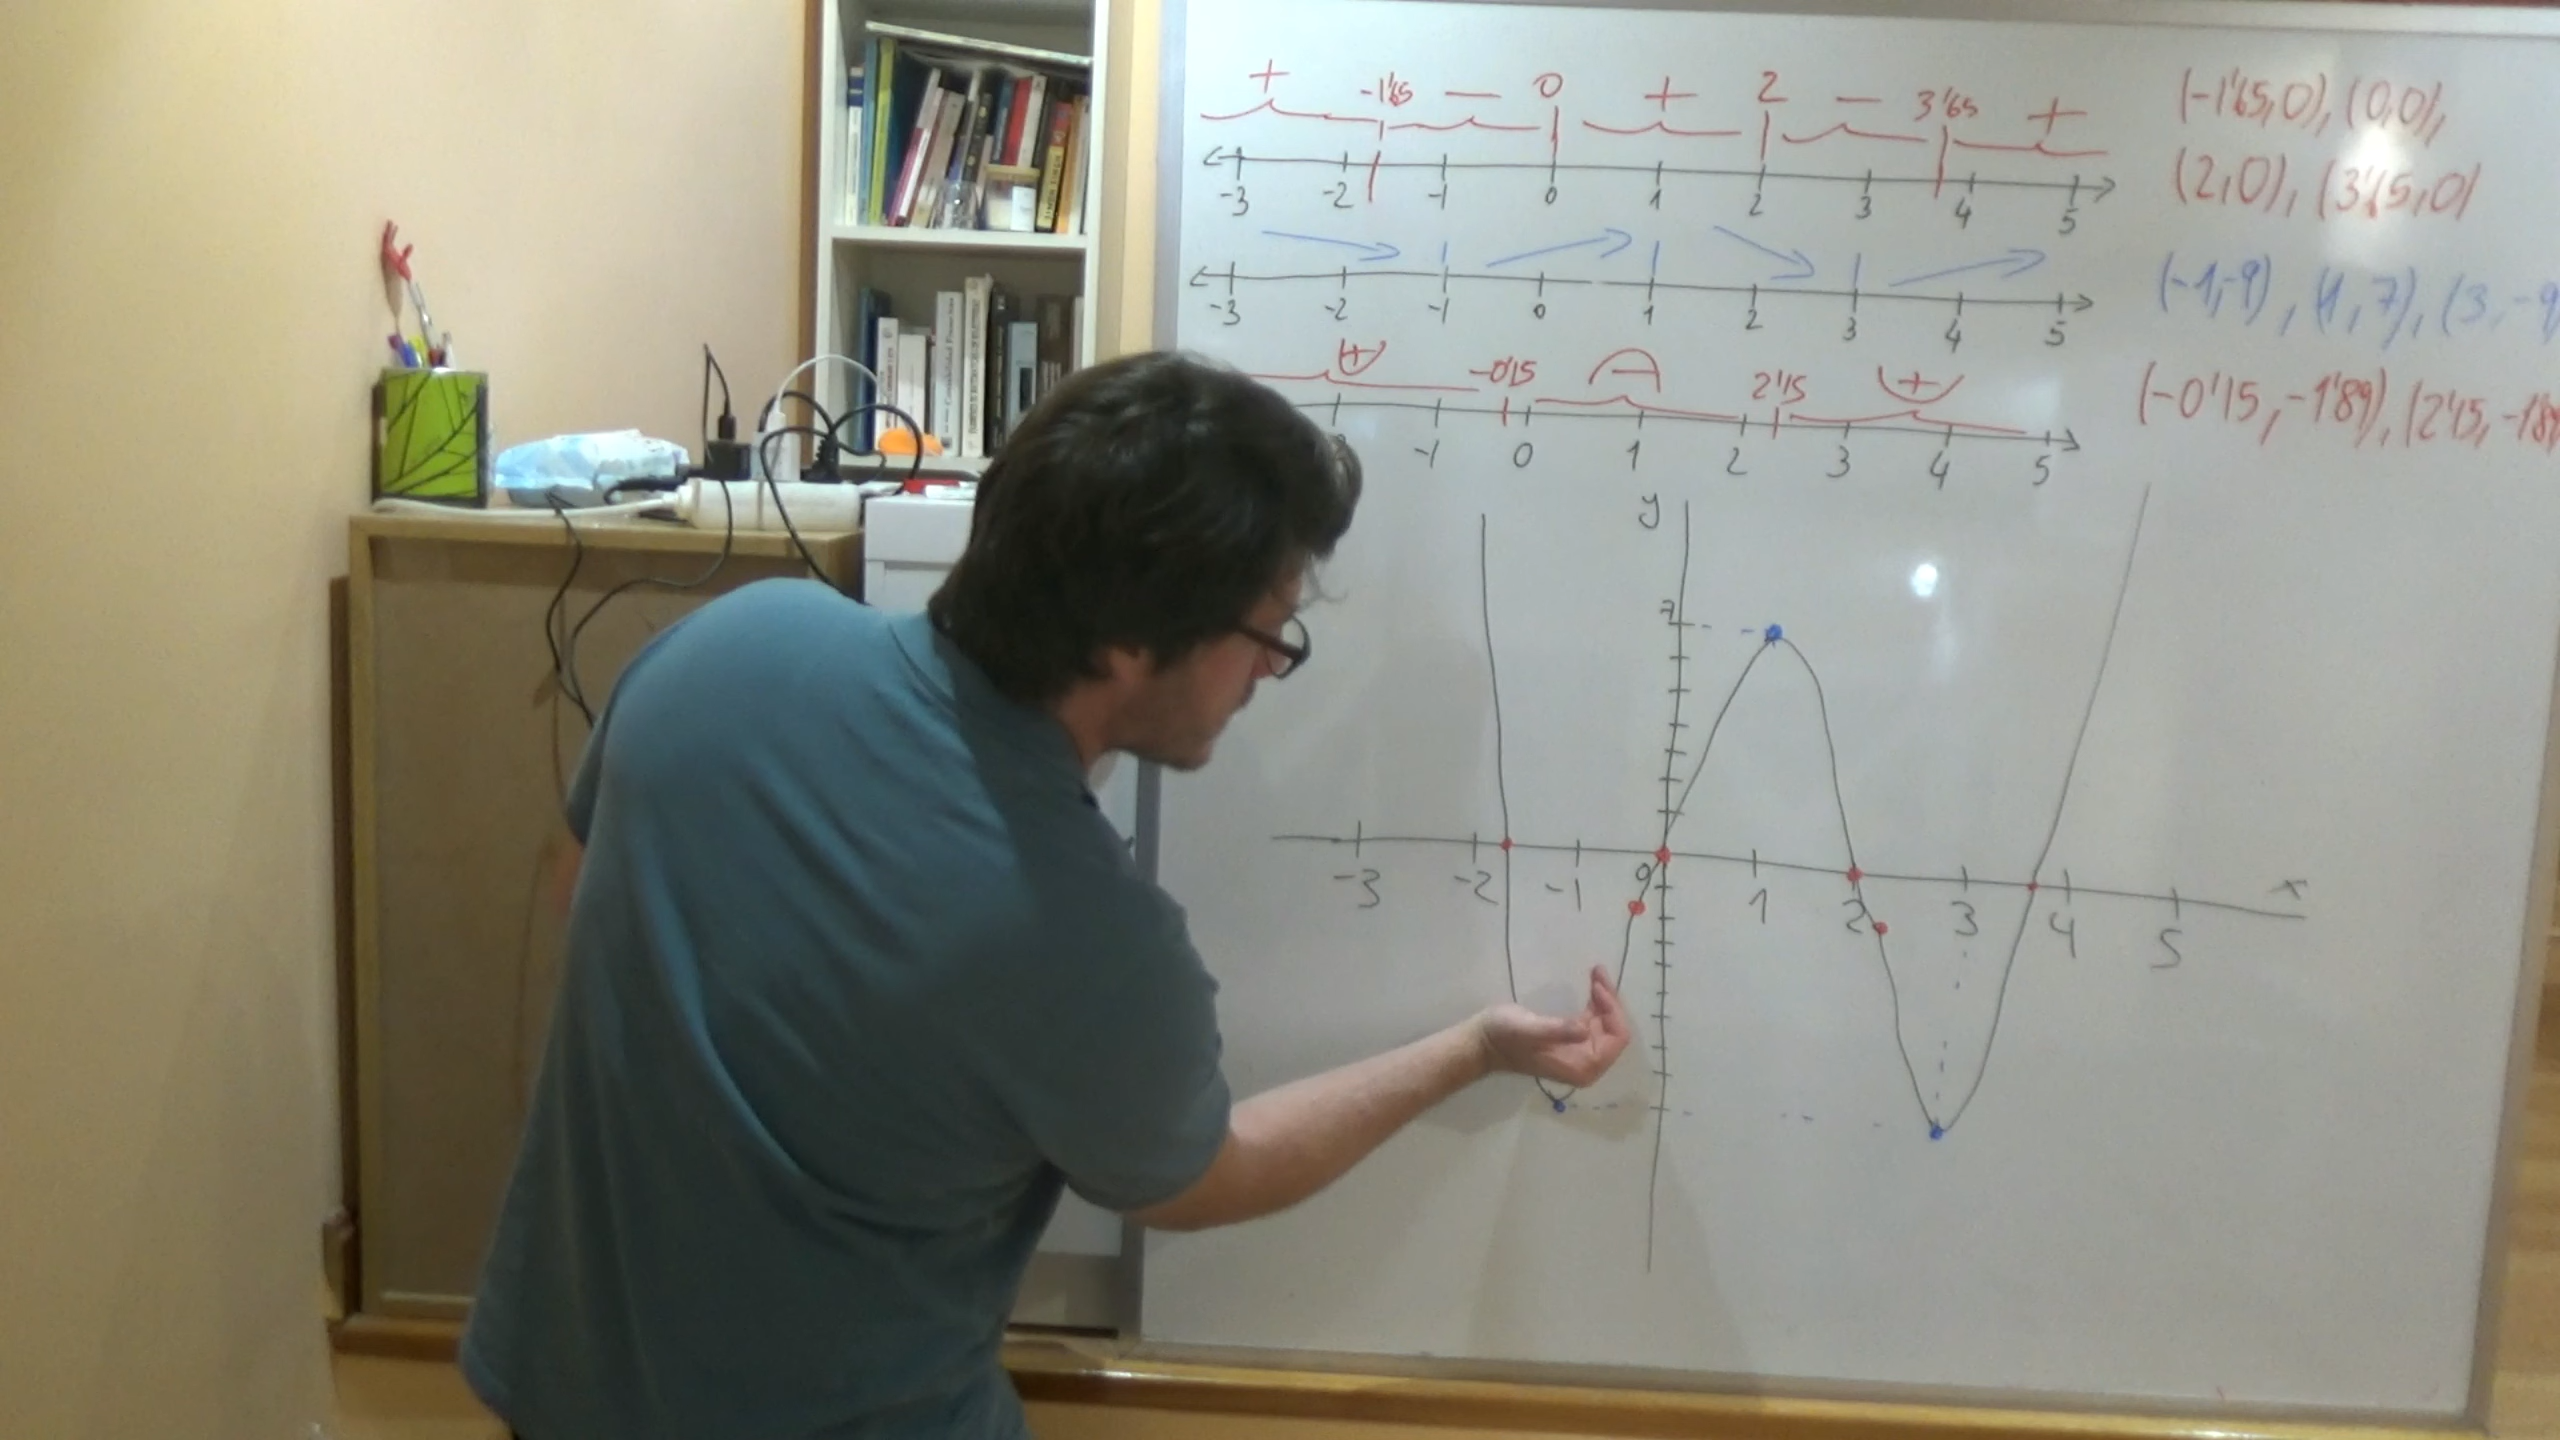 + -1'65 — 0 + 2 — 3'65 +
-3 -2 -1 0 1 2 3 4 5
(-1'65,0), (0,0),
(2,0), (3'65,0)
-3 -2 -1 0 1 2 3 4 5
(-1,-9), (1,7), (3,-9
(+) -0'15 (-) 2'15 (+)
-1 0 1 2 3 4 5
(-0'15,-1'89), (2'15,-1'89
y
7
-3 -2 -1 0 1 2 3 4 5 x